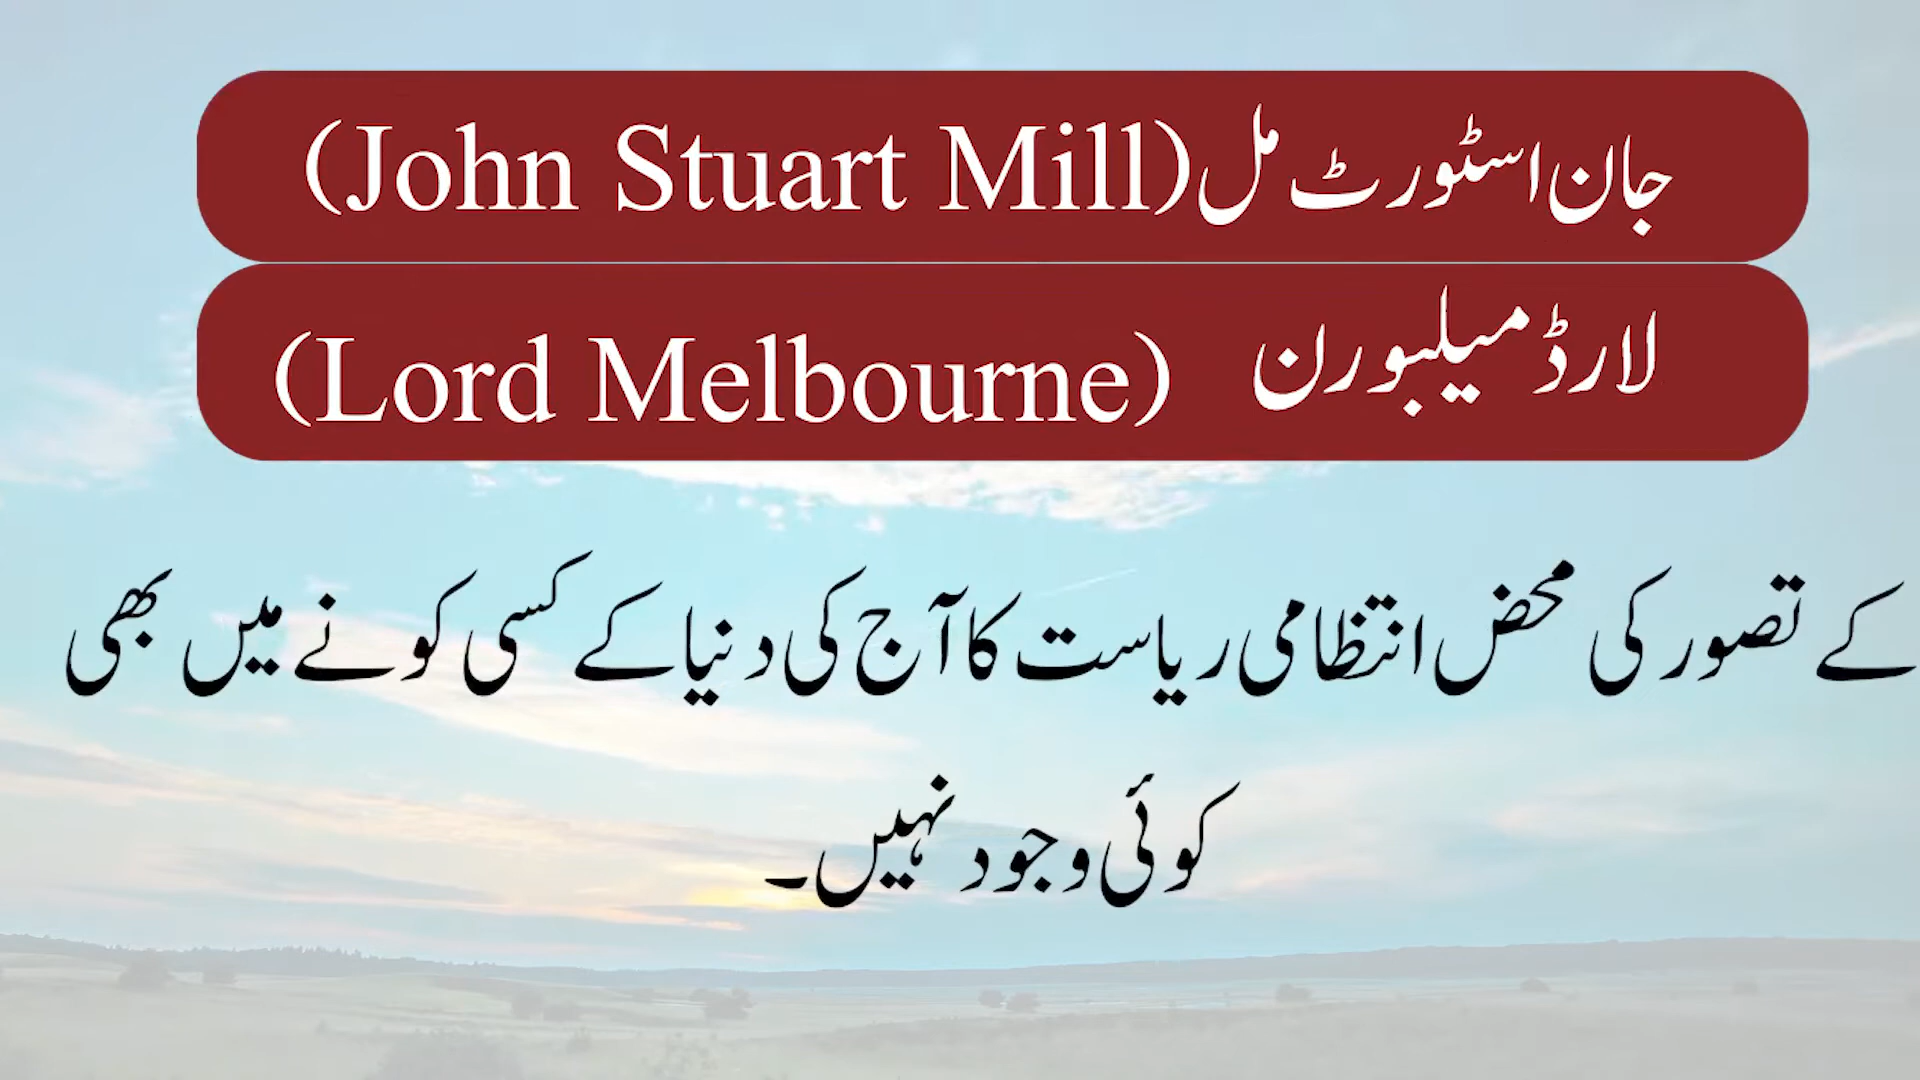 جان اسٹورٹ مل(John Stuart Mill)
لارڈ میلبورن (Lord Melbourne)
کے تصور کی محض انتظامی ریاست کا آج کی دنیا کے کسی کونے میں بھی
کوئی وجود نہیں۔